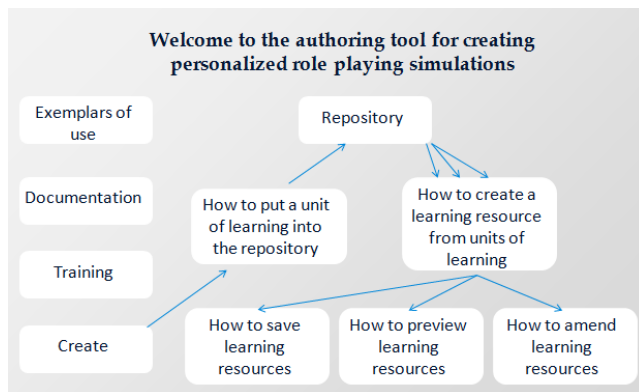 Welcome to the authoring tool for creating
personalized role playing simulations
Exemplars of
use
Repository
Documentation
How to put a unit
of learning into
the repository
How to create a
learning resource
from units of
learning
Training
Create
How to save
learning
resources
How to preview
learning
resources
How to amend
learning
resources